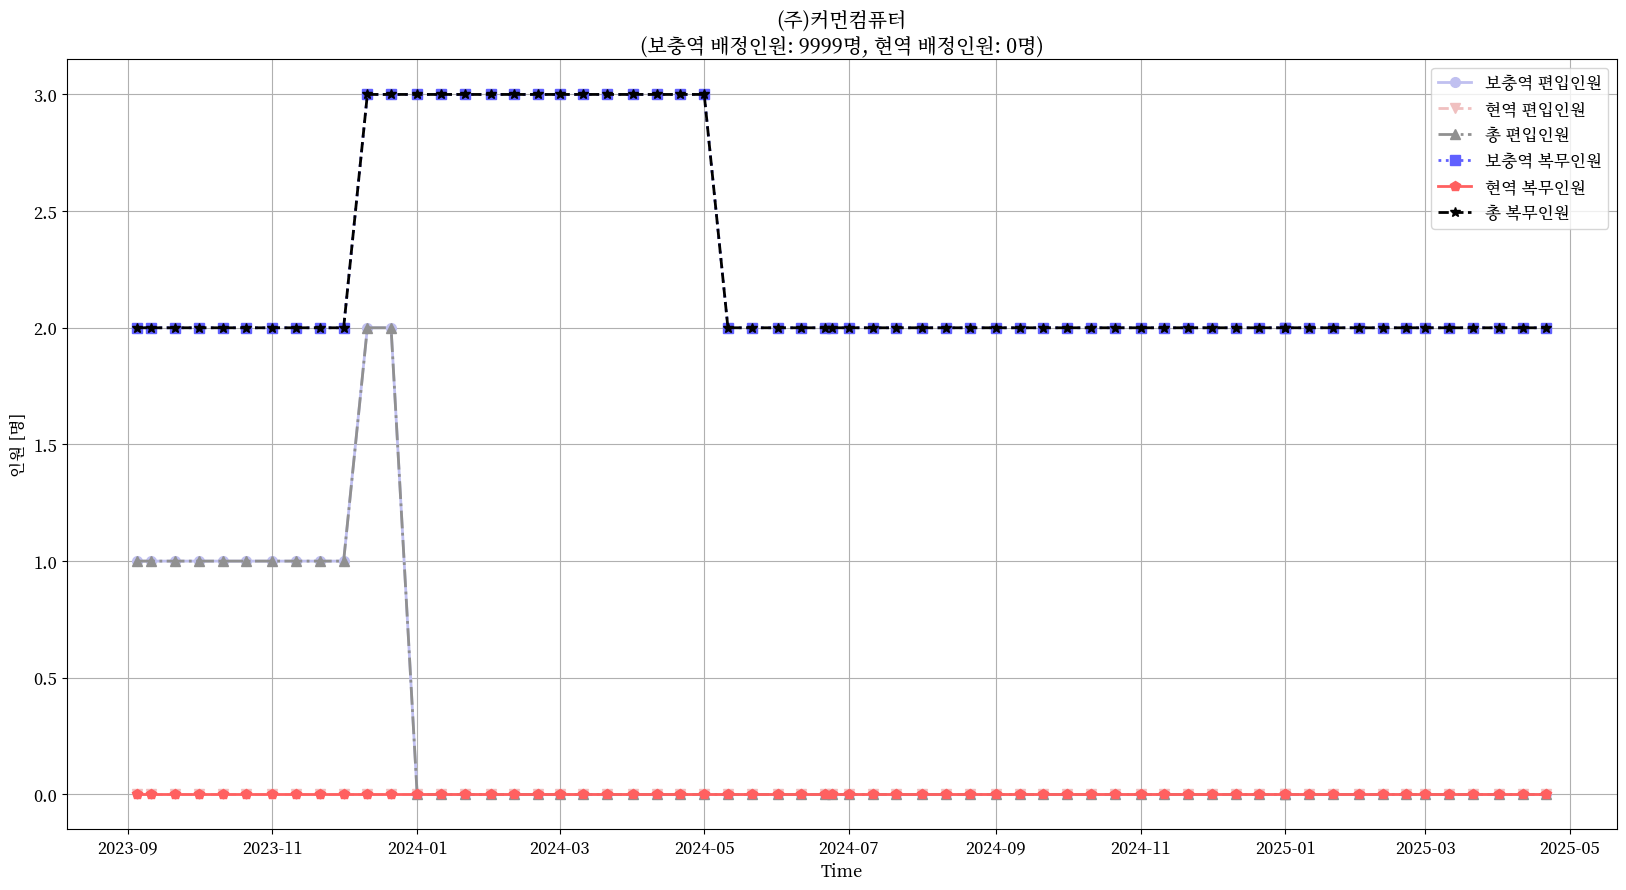 (주)커먼컴퓨터
(보충역 배정인원: 9999명, 현역 배정인원: 0명)
보충역 편입인원
현역 편입인원
총 편입인원
보충역 복무인원
현역 복무인원
총 복무인원
인원 [명]
3.0
2.5
2.0
1.5
1.0
0.5
0.0
2023-09
2023-11
2024-01
2024-03
2024-05
2024-07
2024-09
2024-11
2025-01
2025-03
2025-05
Time